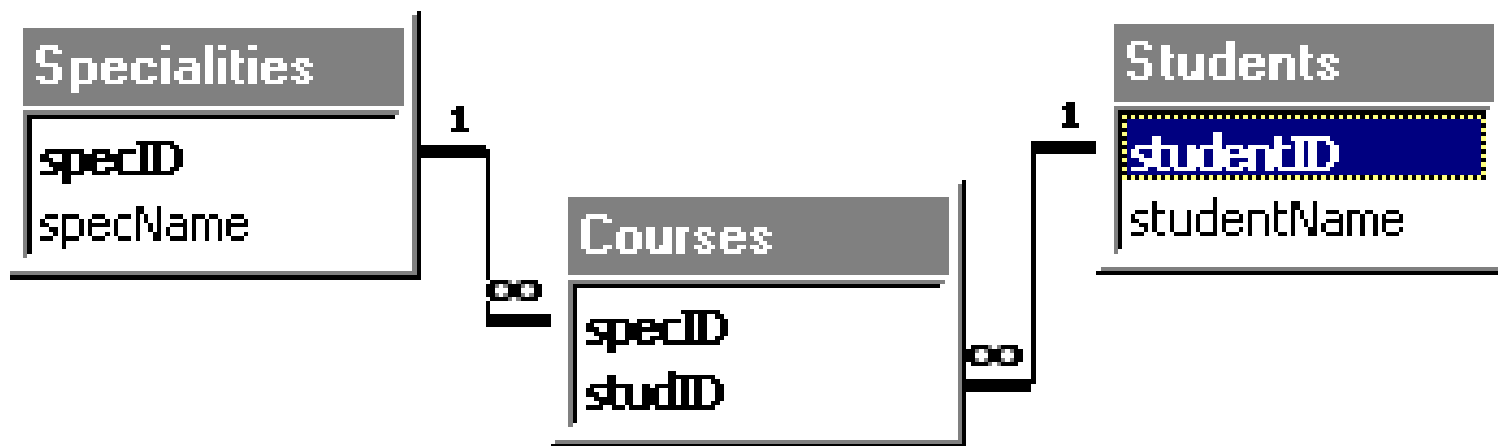 Specialities
specID
specName
1
∞
Courses
specID
studID
∞
1
Students
studentID
studentName